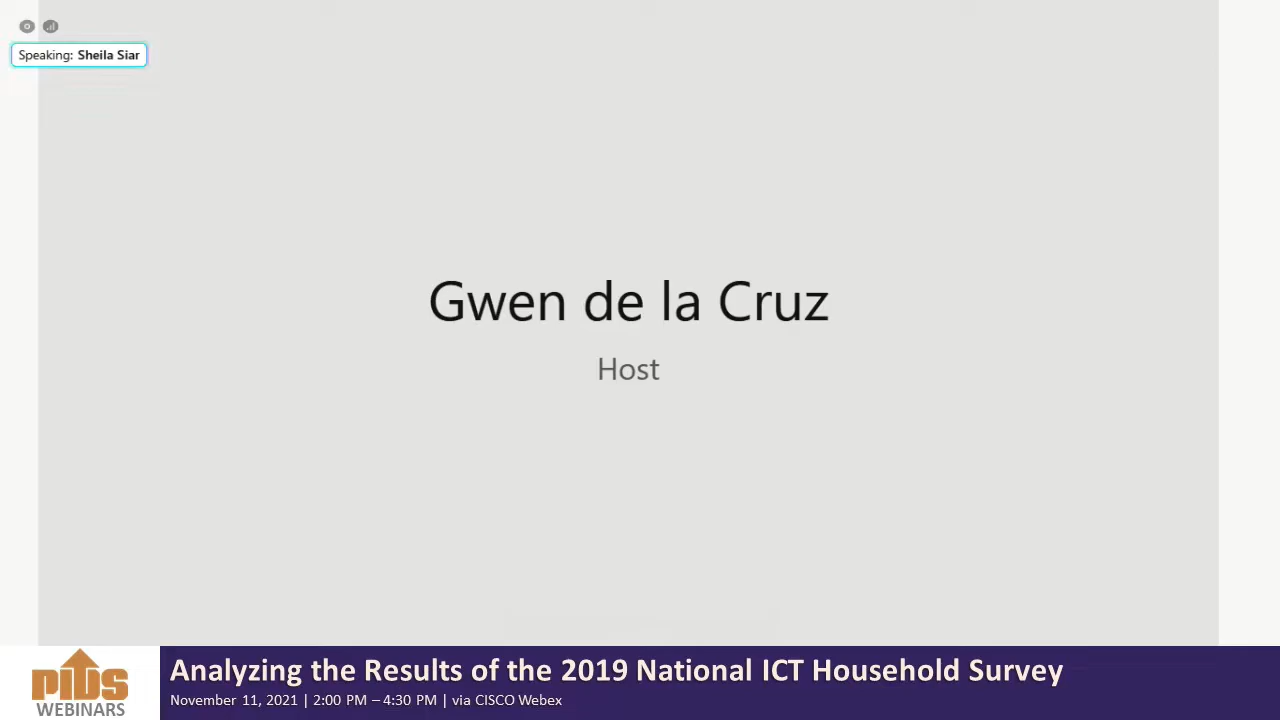 Speaking: Sheila Siar
Gwen de la Cruz
Host
pids
WEBINARS
Analyzing the Results of the 2019 National ICT Household Survey
November 11, 2021 | 2:00 PM – 4:30 PM | via CISCO Webex